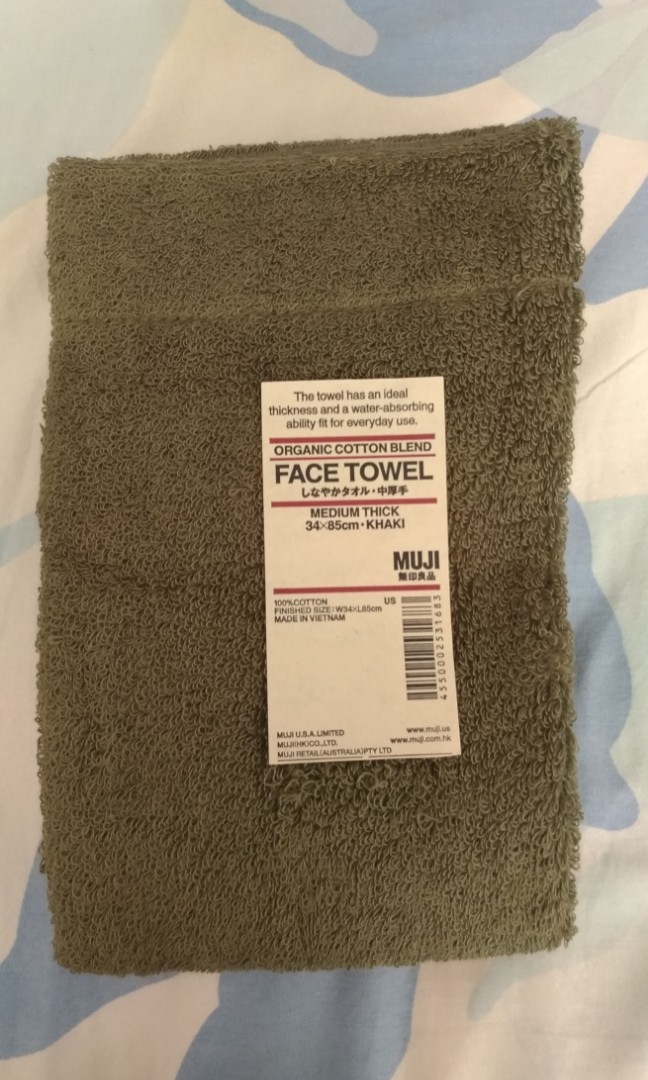 The towel has an ideal
thickness and a water-absorbing
ability fit for everyday use.
ORGANIC COTTON BLEND
FACE TOWEL
しなやかタオル・中厚手
MEDIUM THICK
34×85cm・KHAKI
MUJI
無印良品
100%COTTON
FINISHED SIZE:W34×L85cm
MADE IN VIETNAM
US
4550002531683
MUJI U.S.A. LIMITED
MUJI(HK)CO.,LTD.
MUJI RETAIL(AUSTRALIA)PTY LTD
www.muji.us
www.muji.com.hk